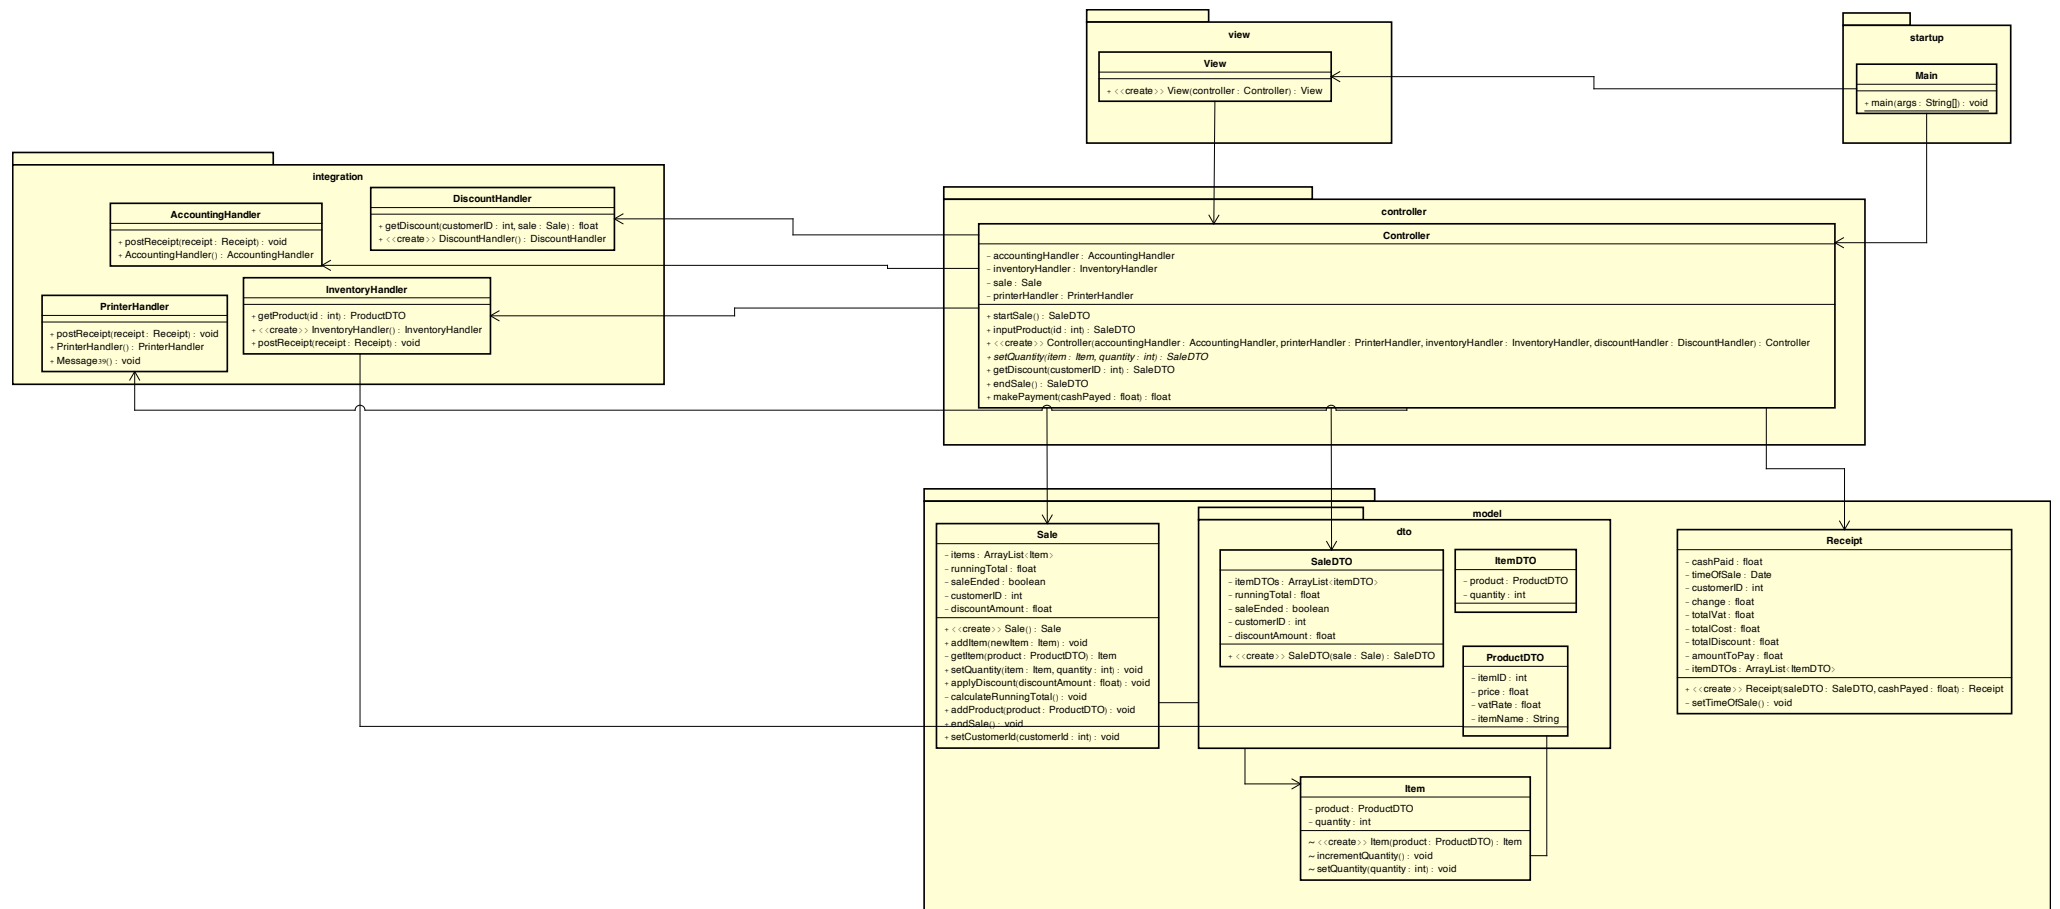 view
View
+ <<create>> View(controller : Controller) : View
startup
Main
+ main(args : String[]) : void
integration
AccountingHandler
+ postReceipt(receipt : Receipt) : void
+ AccountingHandler() : AccountingHandler
DiscountHandler
+ getDiscount(customerID : int, sale : Sale) : float
+ <<create>> DiscountHandler() : DiscountHandler
PrinterHandler
+ postReceipt(receipt : Receipt) : void
+ PrinterHandler() : PrinterHandler
+ Message39() : void
InventoryHandler
+ getProduct(id : int) : ProductDTO
+ <<create>> InventoryHandler() : InventoryHandler
+ postReceipt(receipt : Receipt) : void
controller
Controller
- accountingHandler : AccountingHandler
- inventoryHandler : InventoryHandler
- sale : Sale
- printerHandler : PrinterHandler
+ startSale() : SaleDTO
+ inputProduct(id : int) : SaleDTO
+ <<create>> Controller(accountingHandler : AccountingHandler, printerHandler : PrinterHandler, inventoryHandler : InventoryHandler, discountHandler : DiscountHandler) : Controller
+ setQuantity(item : Item, quantity : int) : SaleDTO
+ getDiscount(customerID : int) : SaleDTO
+ endSale() : SaleDTO
+ makePayment(cashPayed : float) : float
model
Sale
- items : ArrayList<Item>
- runningTotal : float
- saleEnded : boolean
- customerID : int
- discountAmount : float
+ <<create>> Sale() : Sale
+ addItem(newItem : Item) : void
- getItem(product : ProductDTO) : Item
+ setQuantity(item : Item, quantity : int) : void
+ applyDiscount(discountAmount : float) : void
- calculateRunningTotal() : void
+ addProduct(product : ProductDTO) : void
+ endSale() : void
+ setCustomerId(customerId : int) : void
dto
SaleDTO
- itemDTOs : ArrayList<itemDTO>
- runningTotal : float
- saleEnded : boolean
- customerID : int
- discountAmount : float
+ <<create>> SaleDTO(sale : Sale) : SaleDTO
ItemDTO
- product : ProductDTO
- quantity : int
ProductDTO
- itemID : int
- price : float
- vatRate : float
- itemName : String
Receipt
- cashPaid : float
- timeOfSale : Date
- customerID : int
- change : float
- totalVat : float
- totalCost : float
- totalDiscount : float
- amountToPay : float
- itemDTOs : ArrayList<ItemDTO>
+ <<create>> Receipt(saleDTO : SaleDTO, cashPayed : float) : Receipt
- setTimeOfSale() : void
Item
- product : ProductDTO
- quantity : int
~ <<create>> Item(product : ProductDTO) : Item
~ incrementQuantity() : void
~ setQuantity(quantity : int) : void